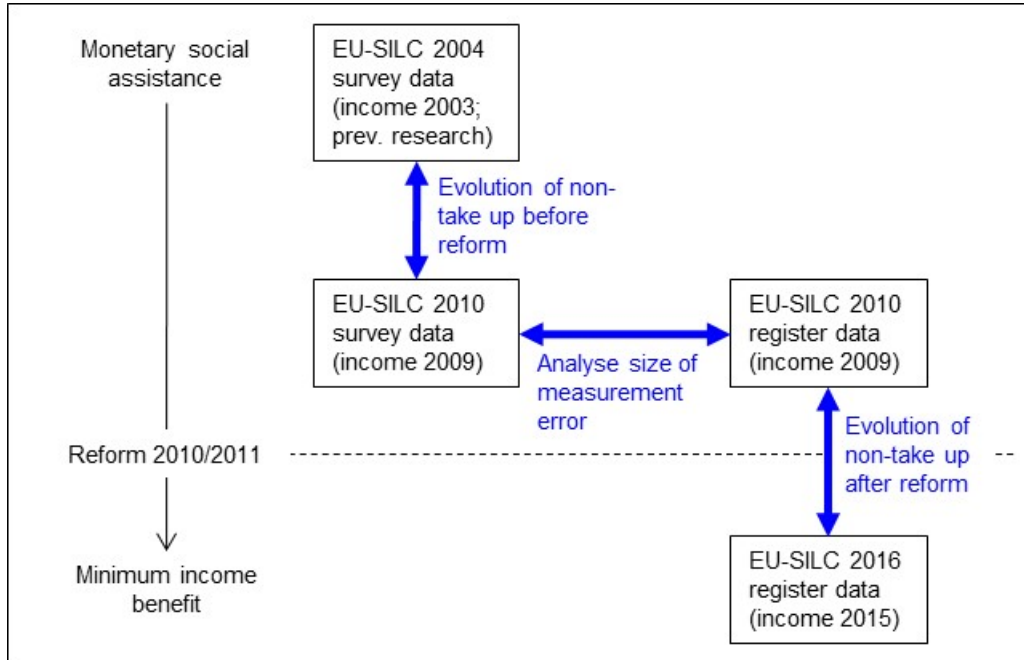 Monetary social
assistance
EU-SILC 2004
survey data
(income 2003;
prev. research)
Evolution of non-
take up before
reform
EU-SILC 2010
survey data
(income 2009)
Analyse size of
measurement
error
EU-SILC 2010
register data
(income 2009)
Reform 2010/2011
Evolution of
non-take up
after reform
Minimum income
benefit
EU-SILC 2016
register data
(income 2015)